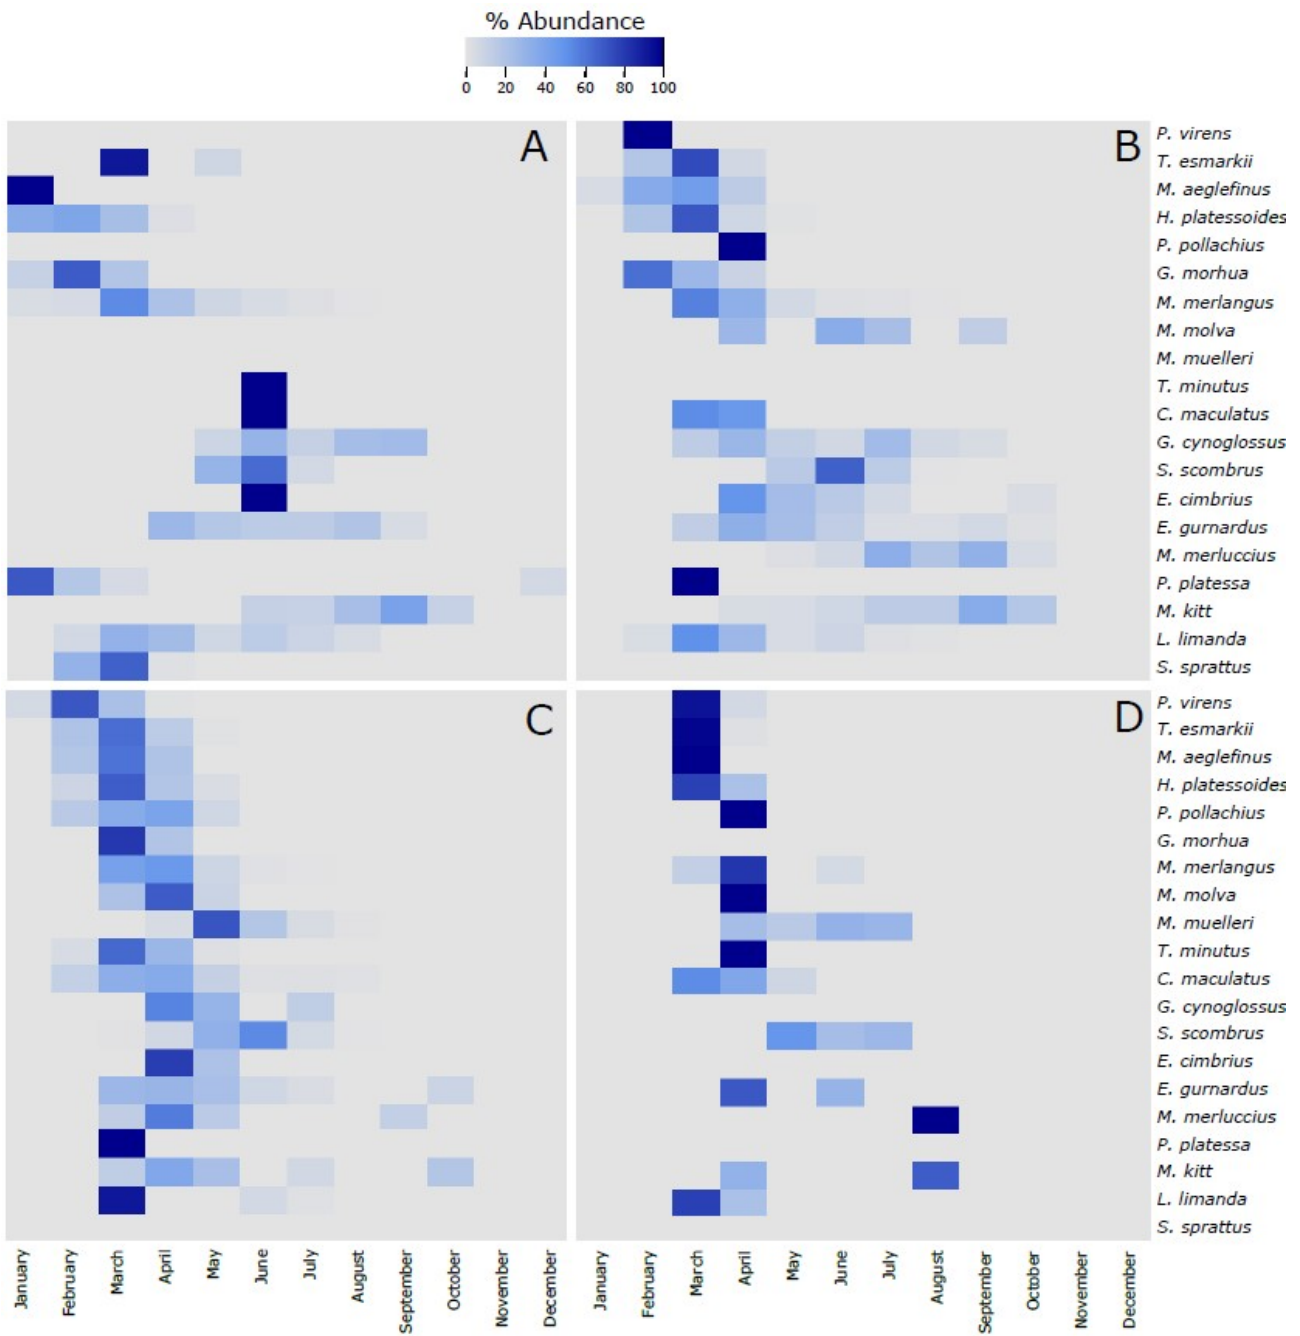 % Abundance
0 20 40 60 80 100
A
B
P. virens
T. esmarkii
M. aeglefinus
H. platessoides
P. pollachius
G. morhua
M. merlangus
M. molva
M. muelleri
T. minutus
C. maculatus
G. cynoglossus
S. scombrus
E. cimbrius
E. gurnardus
M. merluccius
P. platessa
M. kitt
L. limanda
S. sprattus
C
D
P. virens
T. esmarkii
M. aeglefinus
H. platessoides
P. pollachius
G. morhua
M. merlangus
M. molva
M. muelleri
T. minutus
C. maculatus
G. cynoglossus
S. scombrus
E. cimbrius
E. gurnardus
M. merluccius
P. platessa
M. kitt
L. limanda
S. sprattus
January
February
March
April
May
June
July
August
September
October
November
December
January
February
March
April
May
June
July
August
September
October
November
December